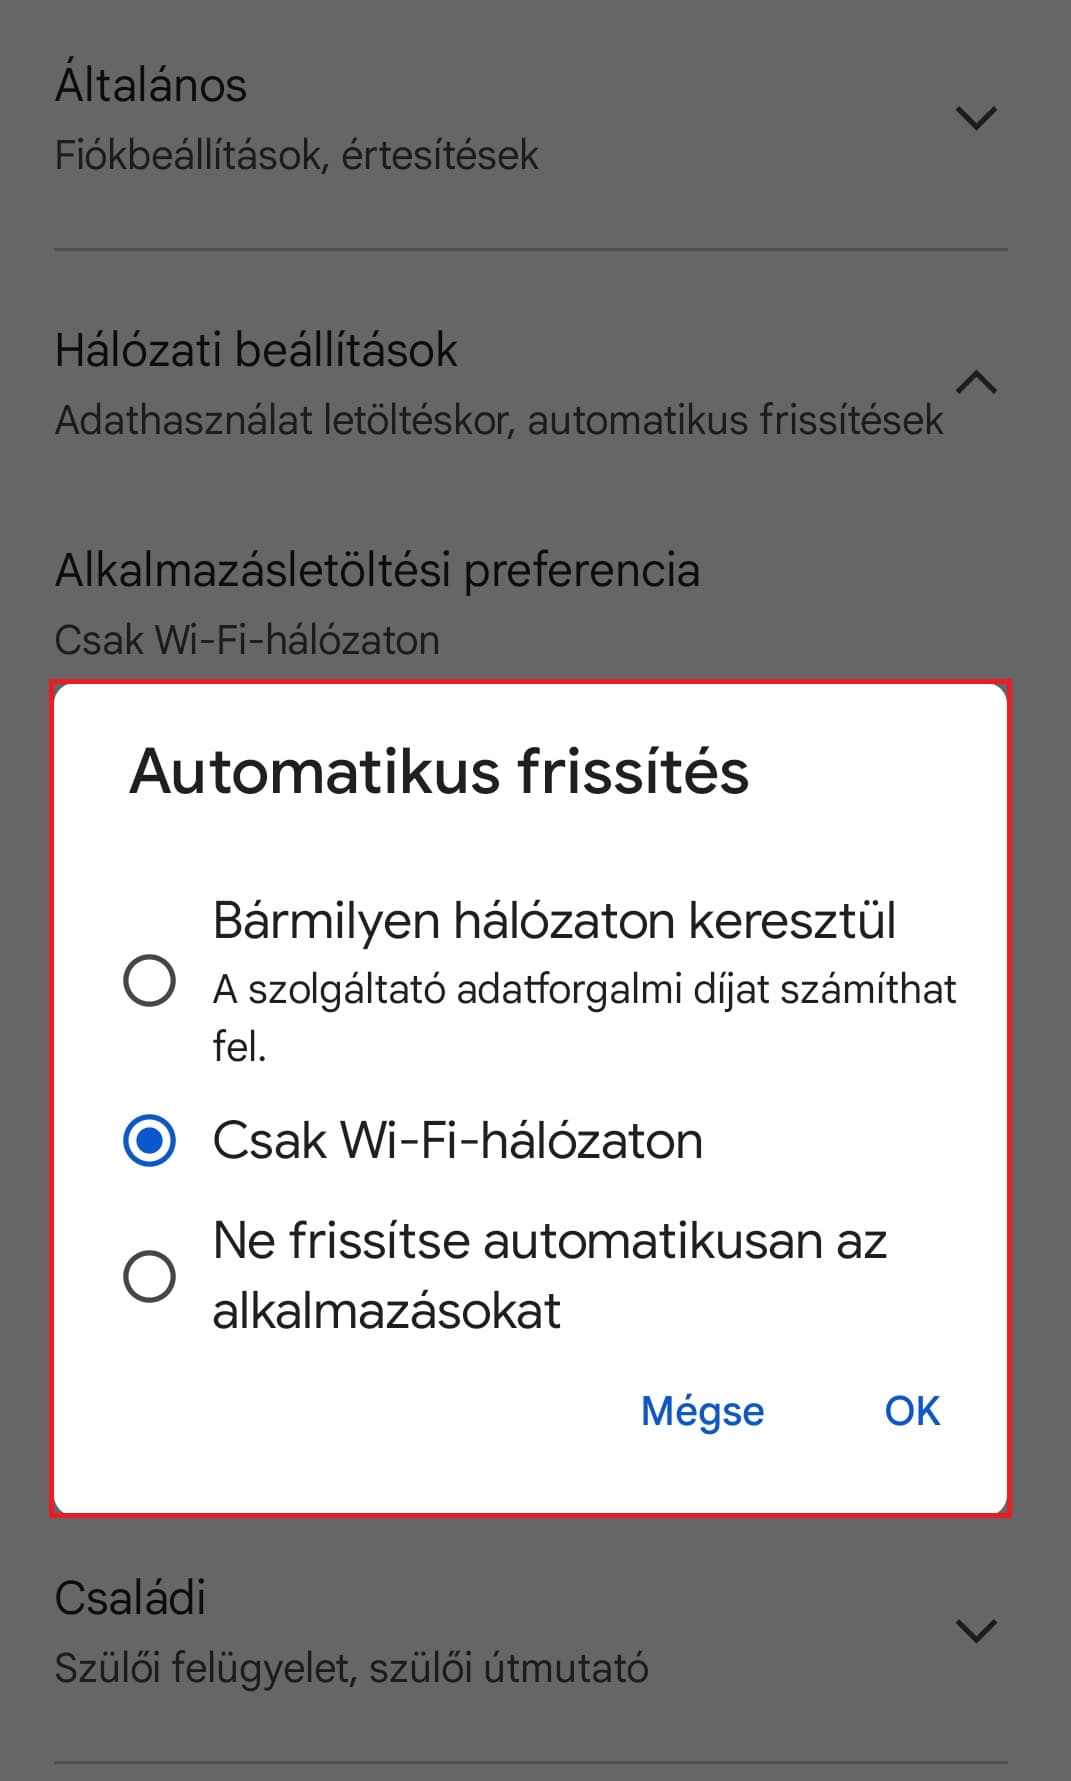 Általános
Fiókbeállítások, értesítések
Hálózati beállítások
Adathasználat letöltéskor, automatikus frissítések
Alkalmazásletöltési preferencia
Csak Wi-Fi-hálózaton
Automatikus frissítés
Bármilyen hálózaton keresztül
A szolgáltató adatforgalmi díjat számíthat
fel.
Csak Wi-Fi-hálózaton
Ne frissítse automatikusan az
alkalmazásokat
Mégse OK
Családi
Szülői felügyelet, szülői útmutató